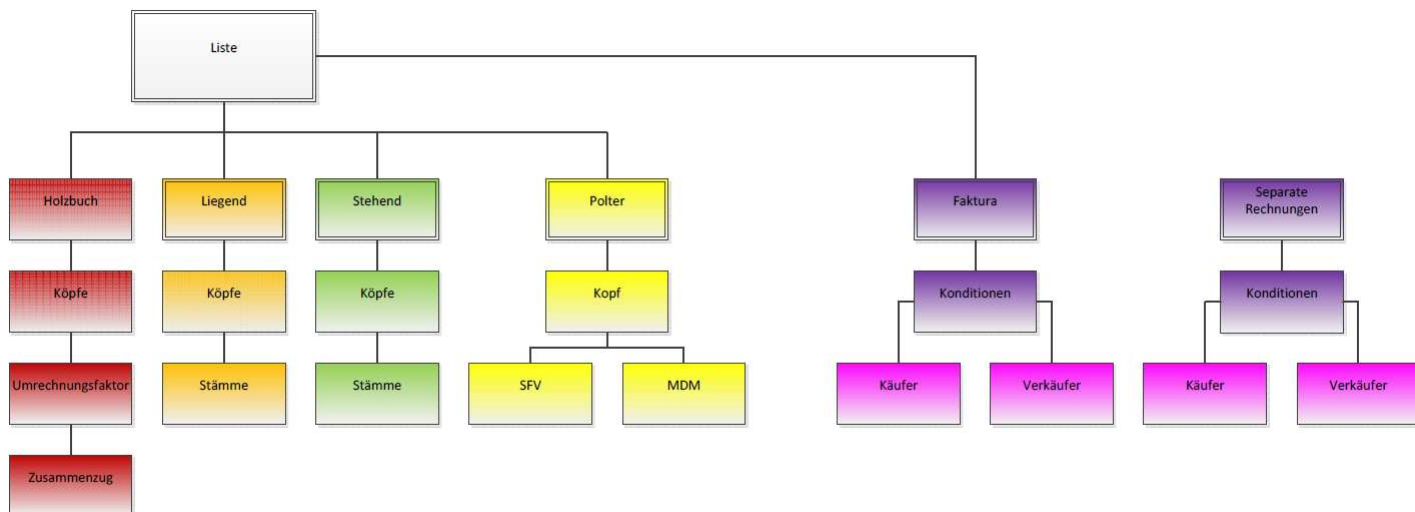 Liste
Holzbuch
Liegend
Stehend
Polter
Faktura
Separate
Rechnungen
Köpfe
Köpfe
Köpfe
Kopf
Konditionen
Konditionen
Umrechnungsfaktor
Stämme
Stämme
SFV
MDM
Käufer
Verkäufer
Käufer
Verkäufer
Zusammenzug